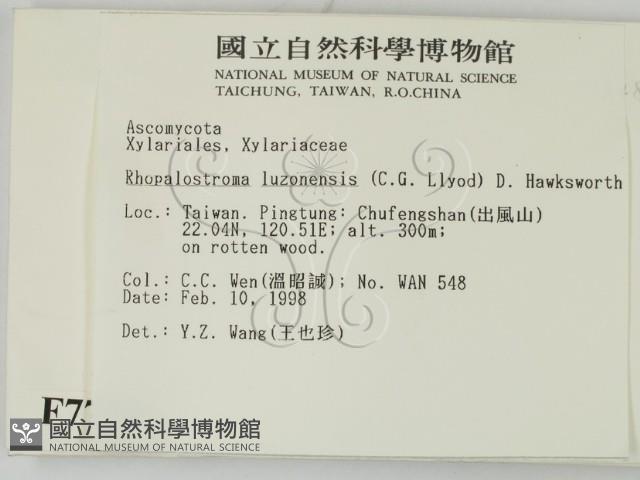 國立自然科學博物館
NATIONAL MUSEUM OF NATURAL SCIENCE
TAICHUNG, TAIWAN, R.O.CHINA
Ascomycota
Xylariales, Xylariaceae
Rhopalostroma luzonensis (C.G. Llyod) D. Hawksworth
Loc.: Taiwan. Pingtung: Chufengshan(出風山)
22.04N, 120.51E; alt. 300m;
on rotten wood.
Col.: C.C. Wen(溫昭誠); No. WAN 548
Date: Feb. 10, 1998
Det.: Y.Z. Wang(王也珍)
國立自然科學博物館
NATIONAL MUSEUM OF NATURAL SCIENCE